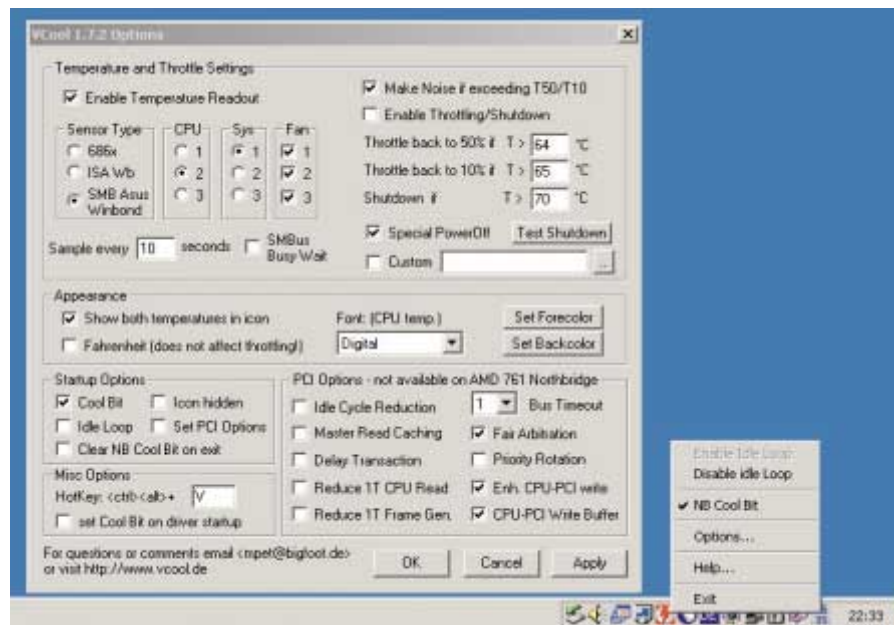 VCool 1.7.2 Options
Temperature and Throttle Settings
Enable Temperature Readout
Sensor Type
686x
ISA Wb
SMB Asus Winbond
CPU
1
2
3
Sys
1
2
3
Fan
1
2
3
Sample every 10 seconds
SMBus Busy Wait
Make Noise if exceeding T50/T10
Enable Throttling/Shutdown
Throttle back to 50% if T > 64 °C
Throttle back to 10% if T > 65 °C
Shutdown if T > 70 °C
Special PowerOff
Test Shutdown
Custom
...
Appearance
Show both temperatures in icon
Fahrenheit (does not affect throttling!)
Font: (CPU temp.)
Digital
Set Forecolor
Set Backcolor
Startup Options
Cool Bit
Icon hidden
Idle Loop
Set PCI Options
Clear NB Cool Bit on exit
Misc Options
HotKey: <ctrl><alt>+ V
set Cool Bit on driver startup
PCI Options - not available on AMD 761 Northbridge
Idle Cycle Reduction
1 Bus Timeout
Master Read Caching
Fair Arbitration
Delay Transaction
Priority Rotation
Reduce 1T CPU Read
Enh. CPU-PCI write
Reduce 1T Frame Gen.
CPU-PCI Write Buffer
For questions or comments email <mpet@bigfoot.de>
or visit http://www.vcool.de
OK
Cancel
Apply
Enable Idle Loop
Disable idle Loop
NB Cool Bit
Options...
Help...
Exit
22:33